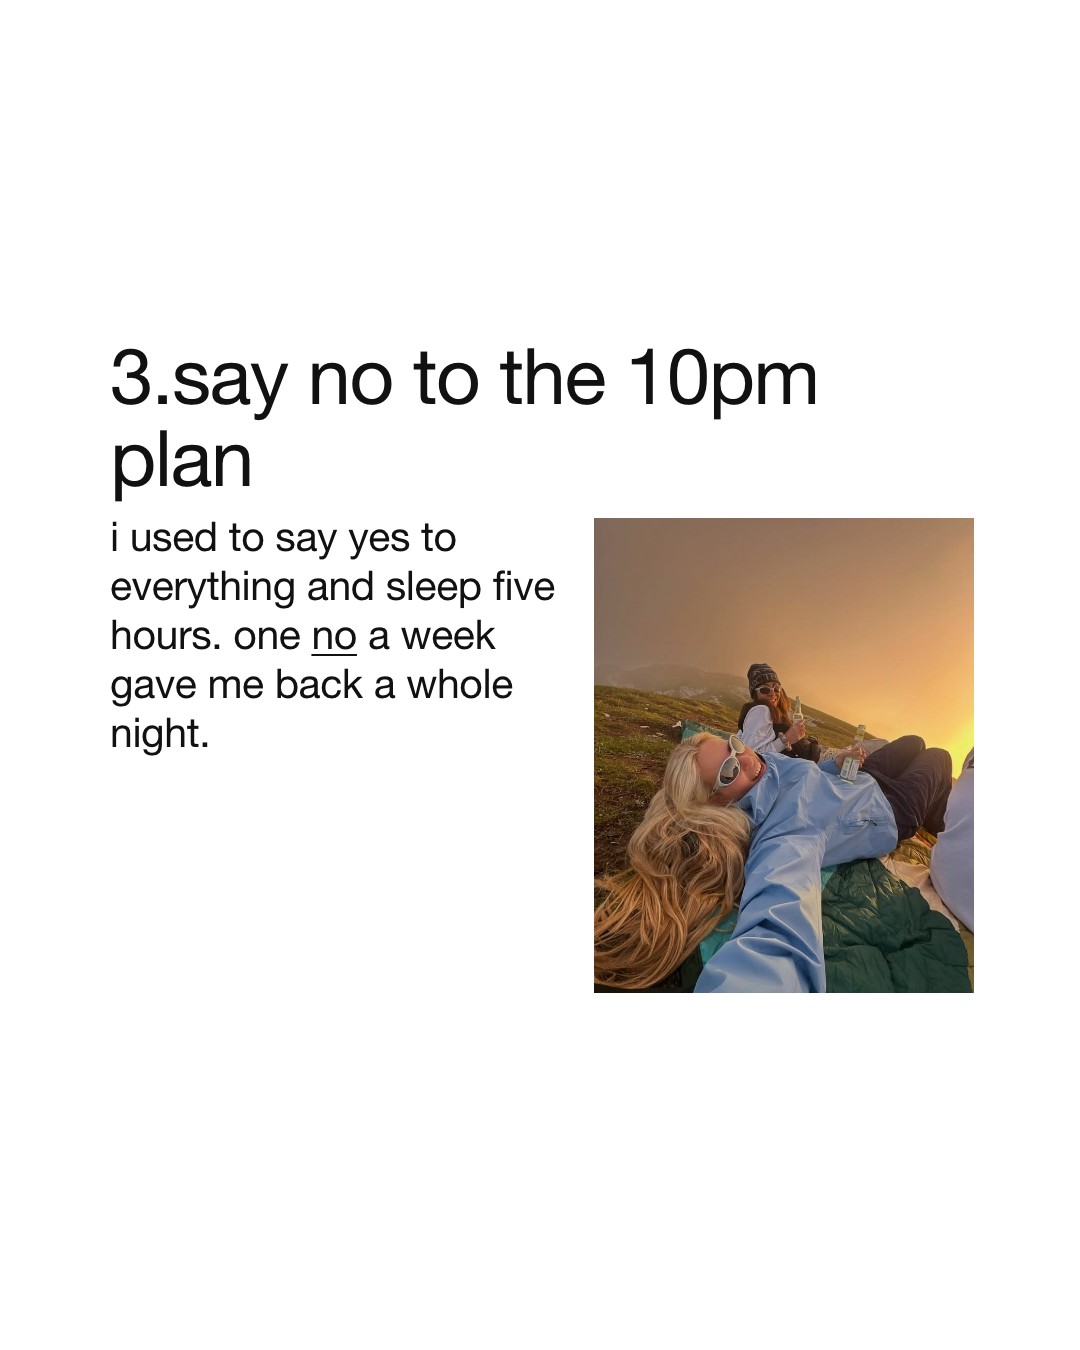 3.say no to the 10pm
plan
i used to say yes to
everything and sleep five
hours. one no a week
gave me back a whole
night.